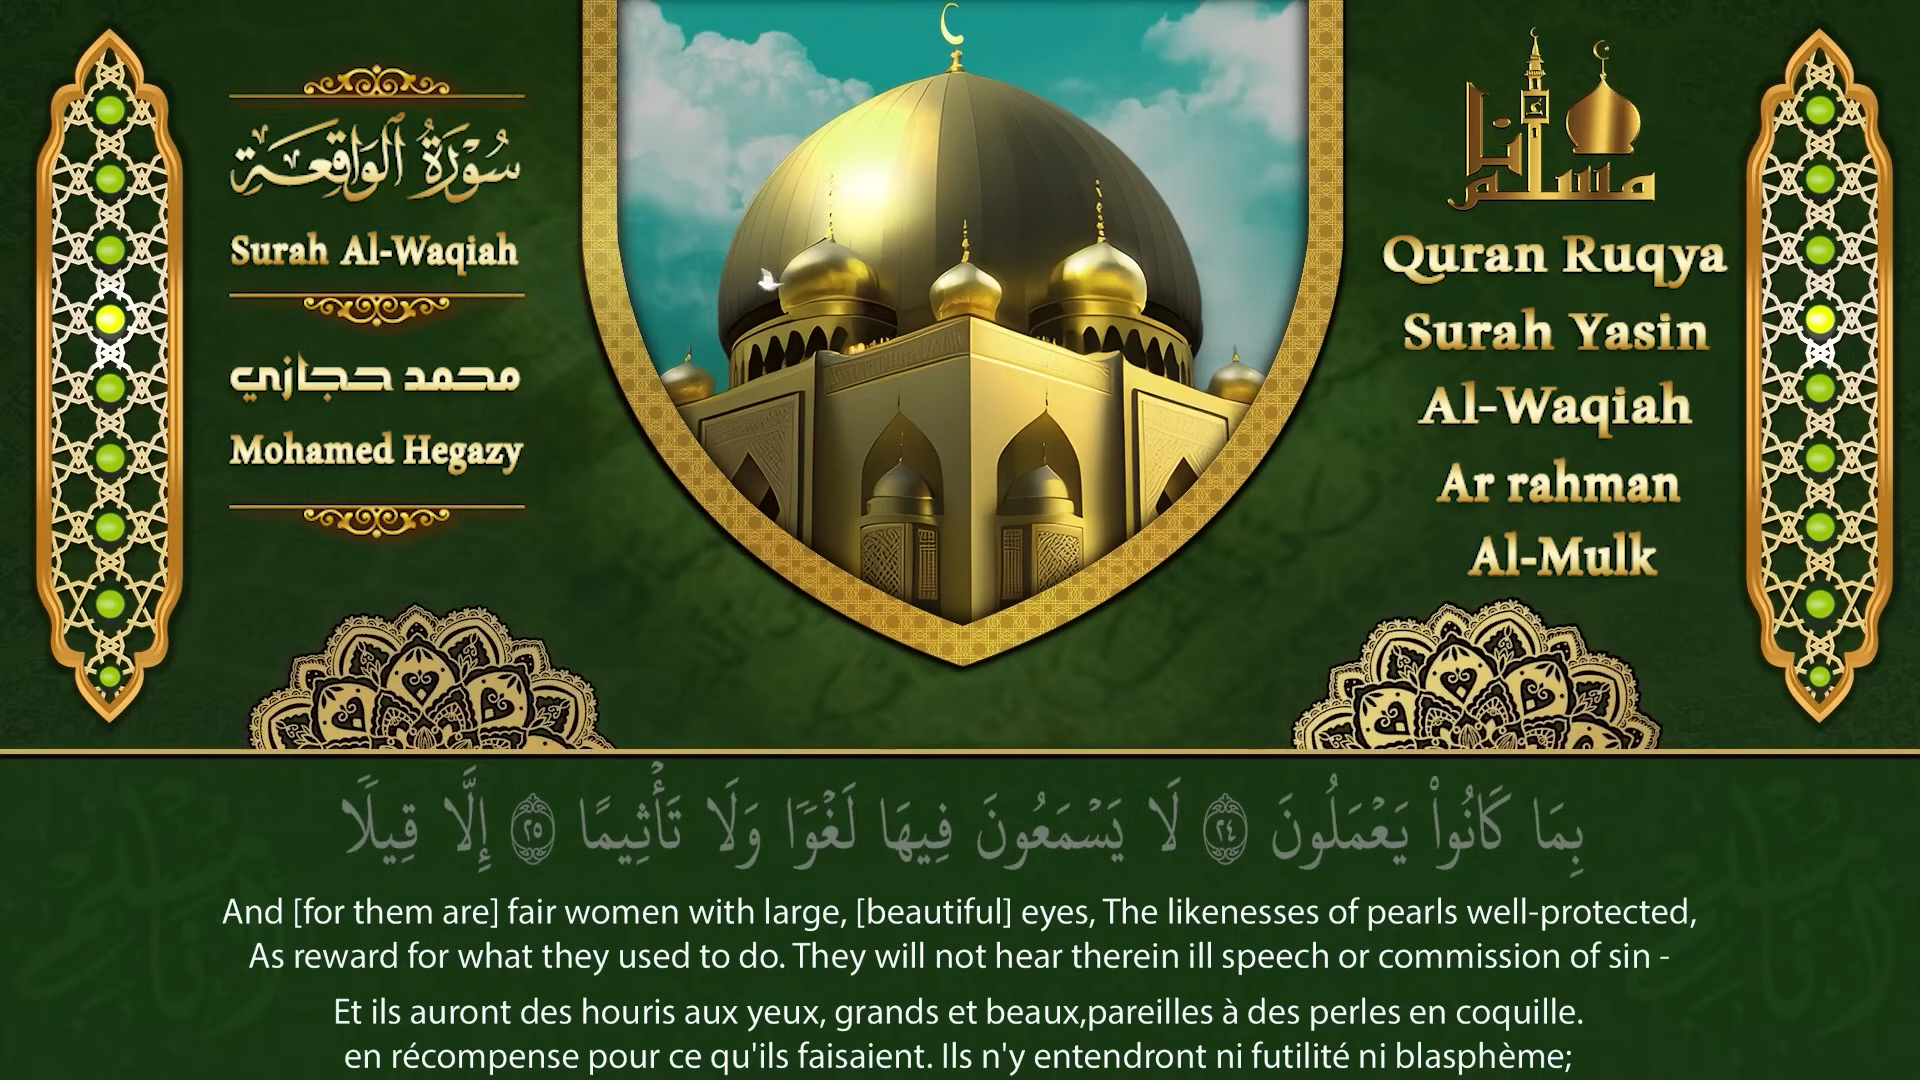 سُورَةُ الوَاقِعَة
Surah Al-Waqiah
محمد حجازي
Mohamed Hegazy
أنا مسلم
Quran Ruqya
Surah Yasin
Al-Waqiah
Ar rahman
Al-Mulk
بِمَا كَانُوا۟ يَعْمَلُونَ ٢٤ لَا يَسْمَعُونَ فِيهَا لَغْوًا وَلَا تَأْثِيمًا ٢٥ إِلَّا قِيلًا
And [for them are] fair women with large, [beautiful] eyes, The likenesses of pearls well-protected,
As reward for what they used to do. They will not hear therein ill speech or commission of sin -
Et ils auront des houris aux yeux, grands et beaux,pareilles à des perles en coquille.
en récompense pour ce qu'ils faisaient. Ils n'y entendront ni futilité ni blasphème;